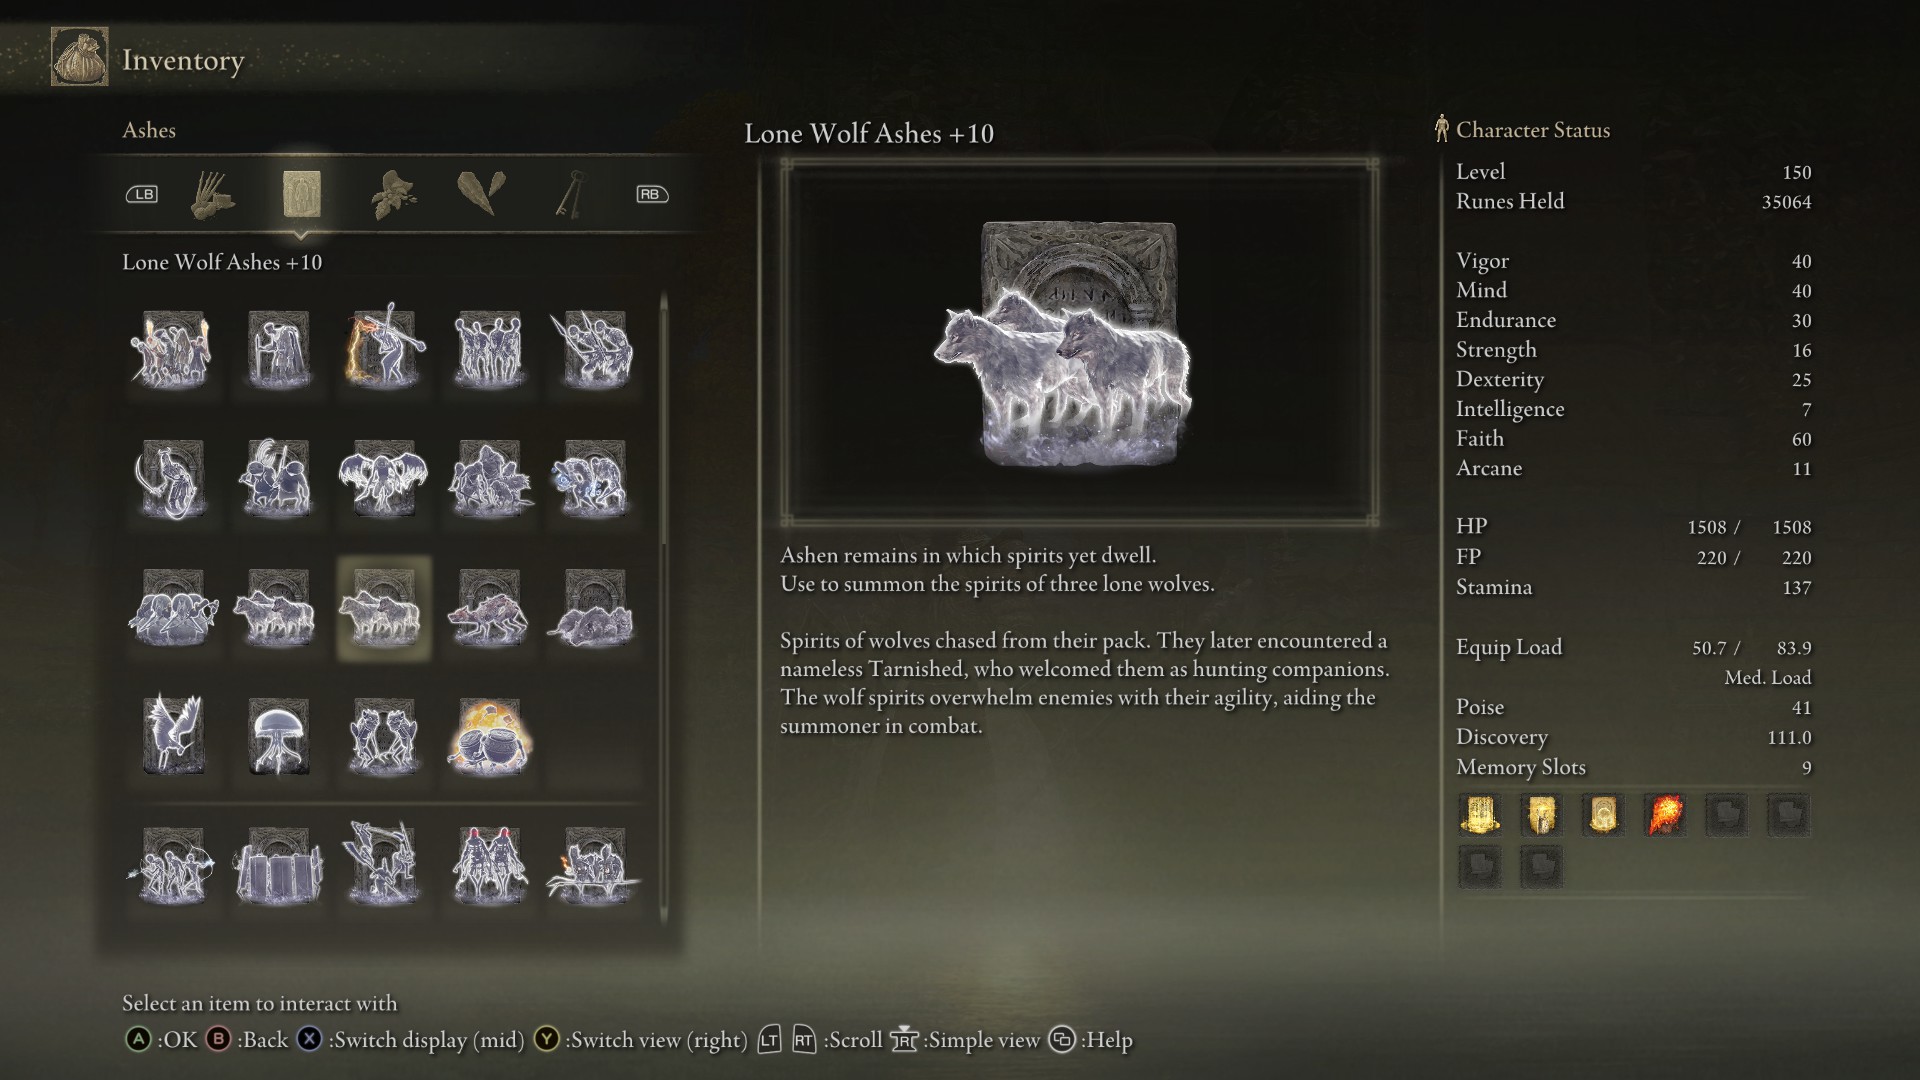 Inventory
Ashes
LB
RB
Lone Wolf Ashes +10
Lone Wolf Ashes +10
Ashen remains in which spirits yet dwell.
Use to summon the spirits of three lone wolves.
Spirits of wolves chased from their pack. They later encountered a
nameless Tarnished, who welcomed them as hunting companions.
The wolf spirits overwhelm enemies with their agility, aiding the
summoner in combat.
Character Status
Level 150
Runes Held 35064
Vigor 40
Mind 40
Endurance 30
Strength 16
Dexterity 25
Intelligence 7
Faith 60
Arcane 11
HP 1508 / 1508
FP 220 / 220
Stamina 137
Equip Load 50.7 / 83.9
Med. Load
Poise 41
Discovery 111.0
Memory Slots 9
Select an item to interact with
A :OK B :Back X :Switch display (mid) Y :Switch view (right) LT RT :Scroll R :Simple view :Help